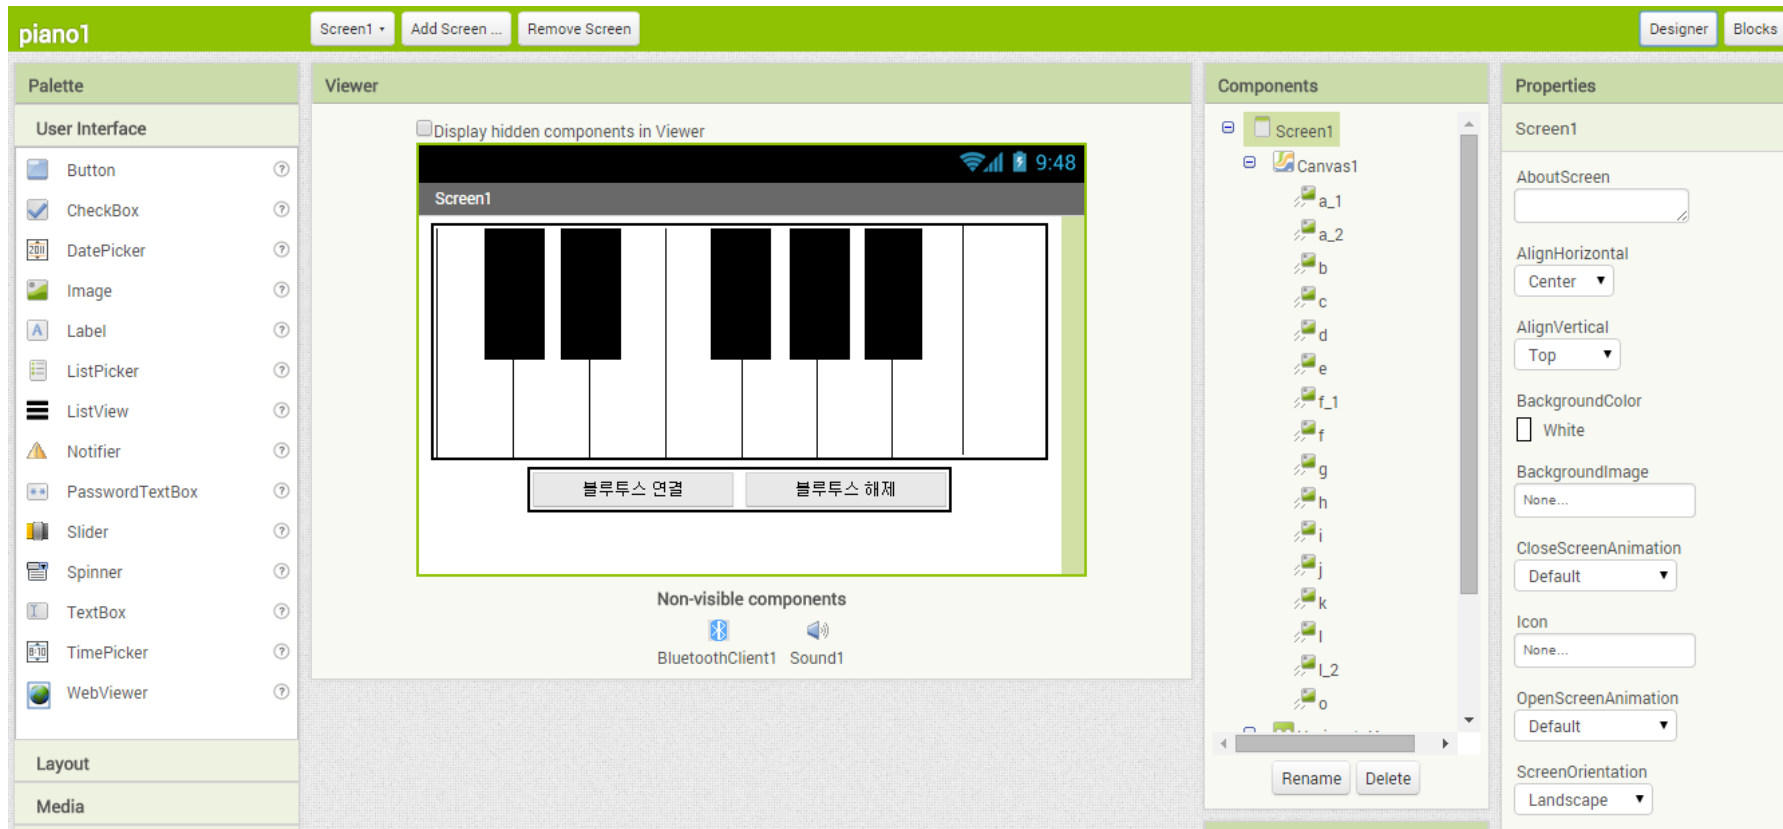 piano1
Screen1
Add Screen ...
Remove Screen
Designer
Blocks
Palette
User Interface
Button
CheckBox
DatePicker
Image
Label
ListPicker
ListView
Notifier
PasswordTextBox
Slider
Spinner
TextBox
TimePicker
WebViewer
Layout
Media
Viewer
Display hidden components in Viewer
9:48
Screen1
블루투스 연결
블루투스 해제
Non-visible components
BluetoothClient1
Sound1
Components
Screen1
Canvas1
a_1
a_2
b
c
d
e
f_1
f
g
h
i
j
k
l
l_2
o
Rename
Delete
Properties
Screen1
AboutScreen
AlignHorizontal
Center
AlignVertical
Top
BackgroundColor
White
BackgroundImage
None...
CloseScreenAnimation
Default
Icon
None...
OpenScreenAnimation
Default
ScreenOrientation
Landscape